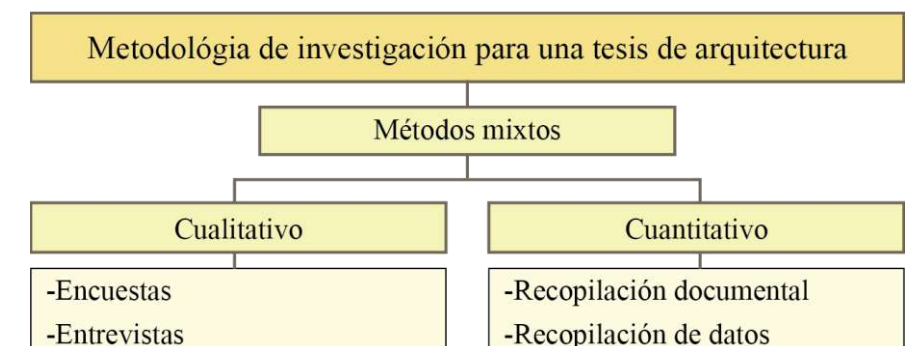 Metodológia de investigación para una tesis de arquitectura
Métodos mixtos
Cualitativo
Cuantitativo
-Encuestas
-Entrevistas
-Recopilación documental
-Recopilación de datos